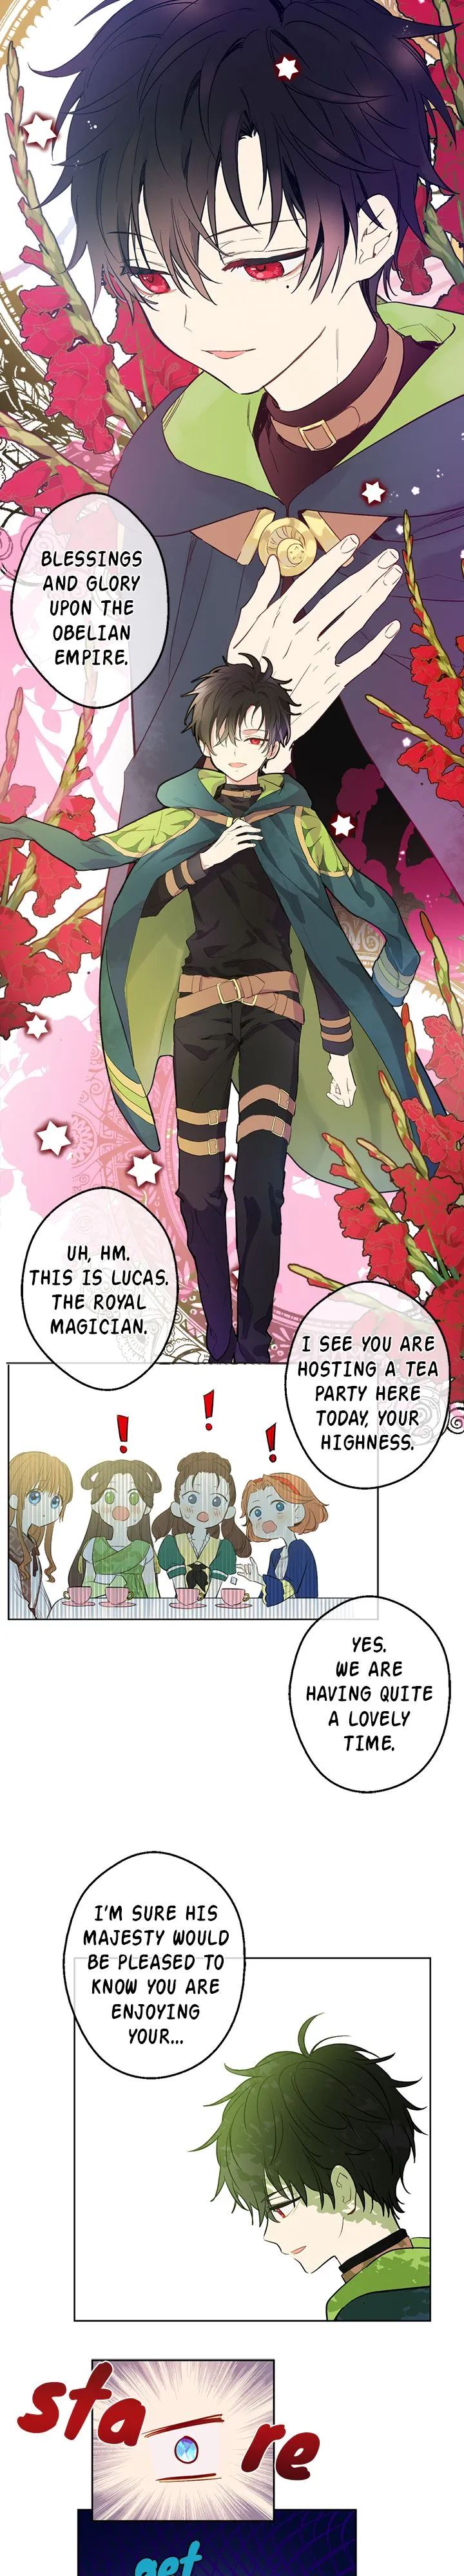 BLESSINGS
AND GLORY
UPON THE
OBELIAN
EMPIRE.
UH, HM.
THIS IS LUCAS.
THE ROYAL
MAGICIAN.
I SEE YOU ARE
HOSTING A TEA
PARTY HERE
TODAY, YOUR
HIGHNESS.
!
!
!
YES.
WE ARE
HAVING QUITE
A LOVELY
TIME.
I'M SURE HIS
MAJESTY WOULD
BE PLEASED TO
KNOW YOU ARE
ENJOYING
YOUR...
stare
get